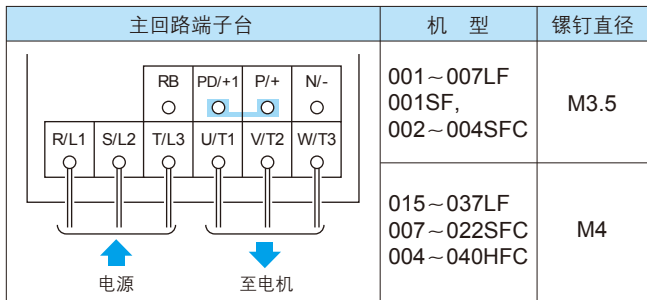 主回路端子台 机 型 螺钉直径
RB PD/+1 P/+ N/-
R/L1 S/L2 T/L3 U/T1 V/T2 W/T3
电源 至电机
001～007LF
001SF,
002～004SFC
M3.5
015～037LF
007～022SFC
004～040HFC
M4